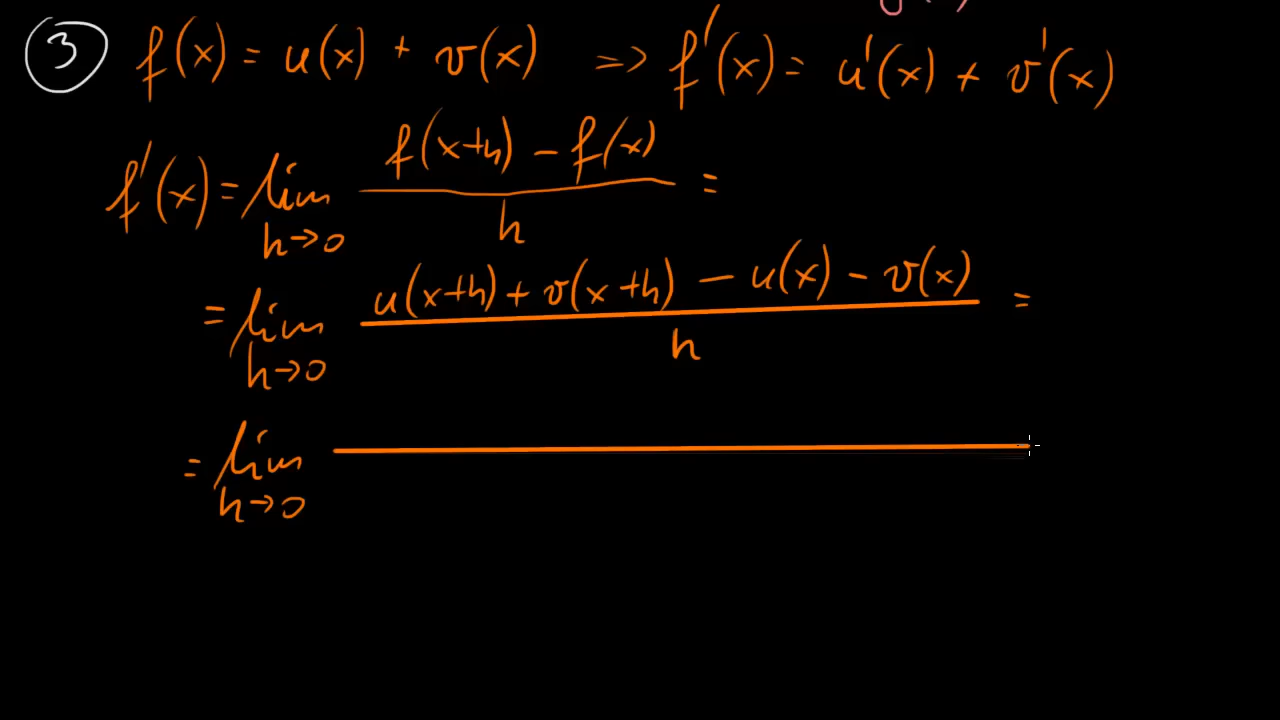 3 f(x) = u(x) + v(x) => f'(x) = u'(x) + v'(x)
f'(x) = lim h→0 f(x+h) - f(x) / h =
= lim h→0 u(x+h) + v(x+h) - u(x) - v(x) / h =
= lim h→0